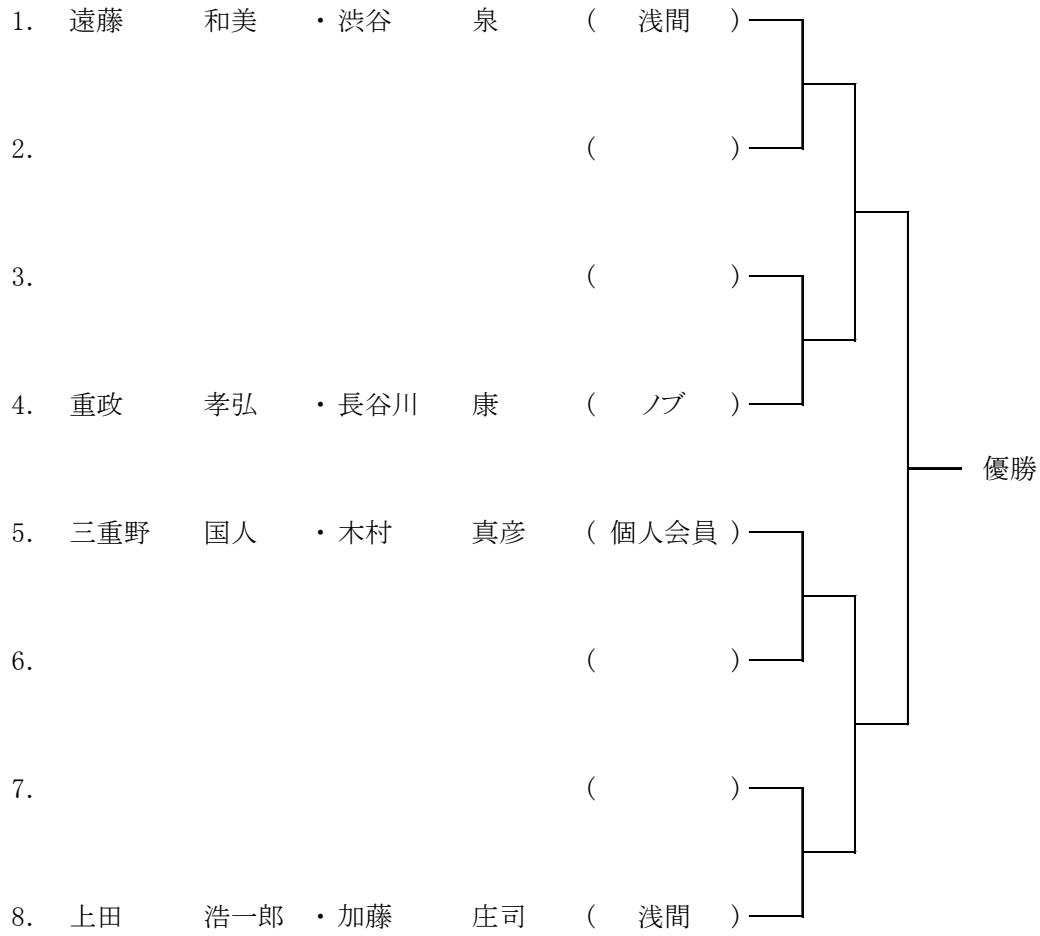 1. 遠藤 和美 ・渋谷 泉 ( 浅間 )
2. ( )
3. ( )
4. 重政 孝弘 ・長谷川 康 ( ノブ )
優勝
5. 三重野 国人 ・木村 真彦 ( 個人会員 )
6. ( )
7. ( )
8. 上田 浩一郎 ・加藤 庄司 ( 浅間 )